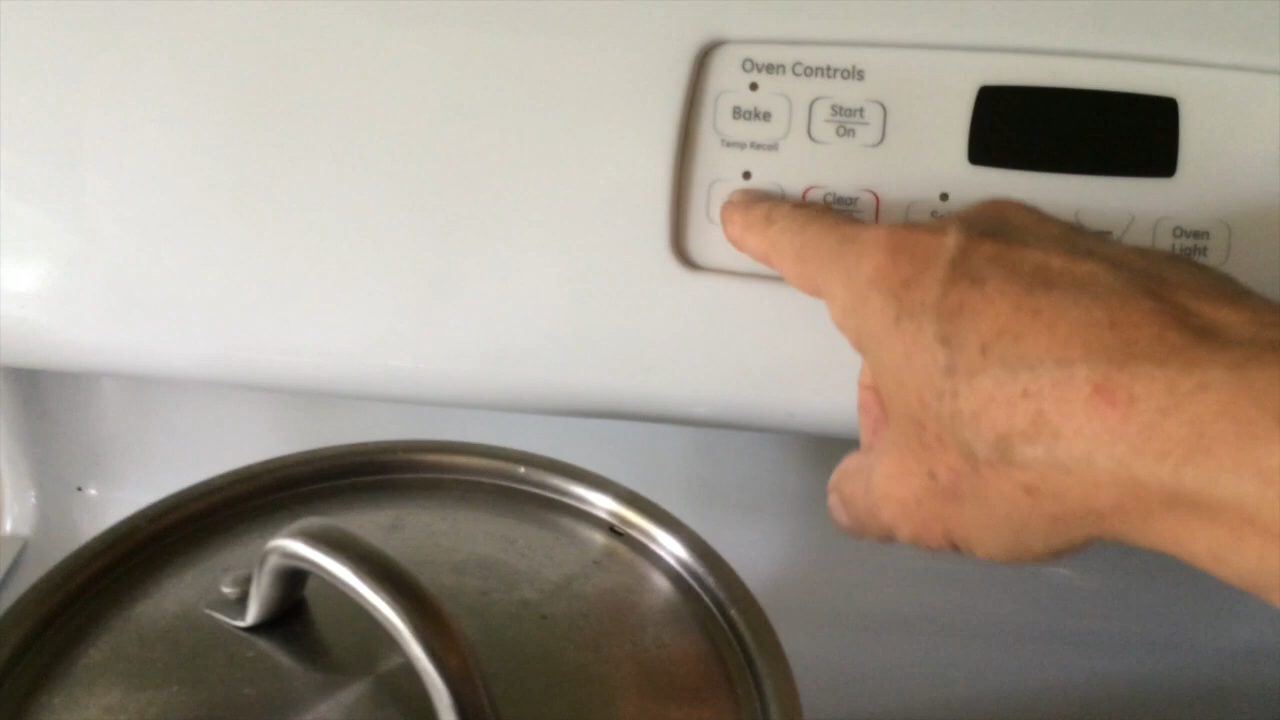 Oven Controls
Bake
Start
On
Temp Recall
Clear
Oven
Light